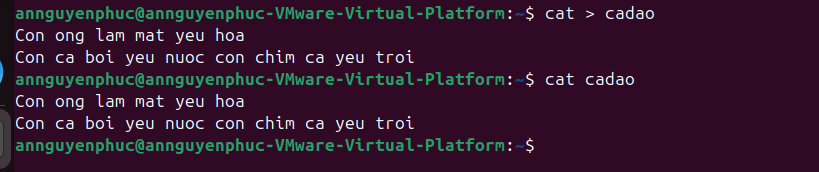 annguyenphuc@annguyenphuc-VMware-Virtual-Platform:~$ cat > cadao
Con ong lam mat yeu hoa
Con ca boi yeu nuoc con chim ca yeu troi
annguyenphuc@annguyenphuc-VMware-Virtual-Platform:~$ cat cadao
Con ong lam mat yeu hoa
Con ca boi yeu nuoc con chim ca yeu troi
annguyenphuc@annguyenphuc-VMware-Virtual-Platform:~$